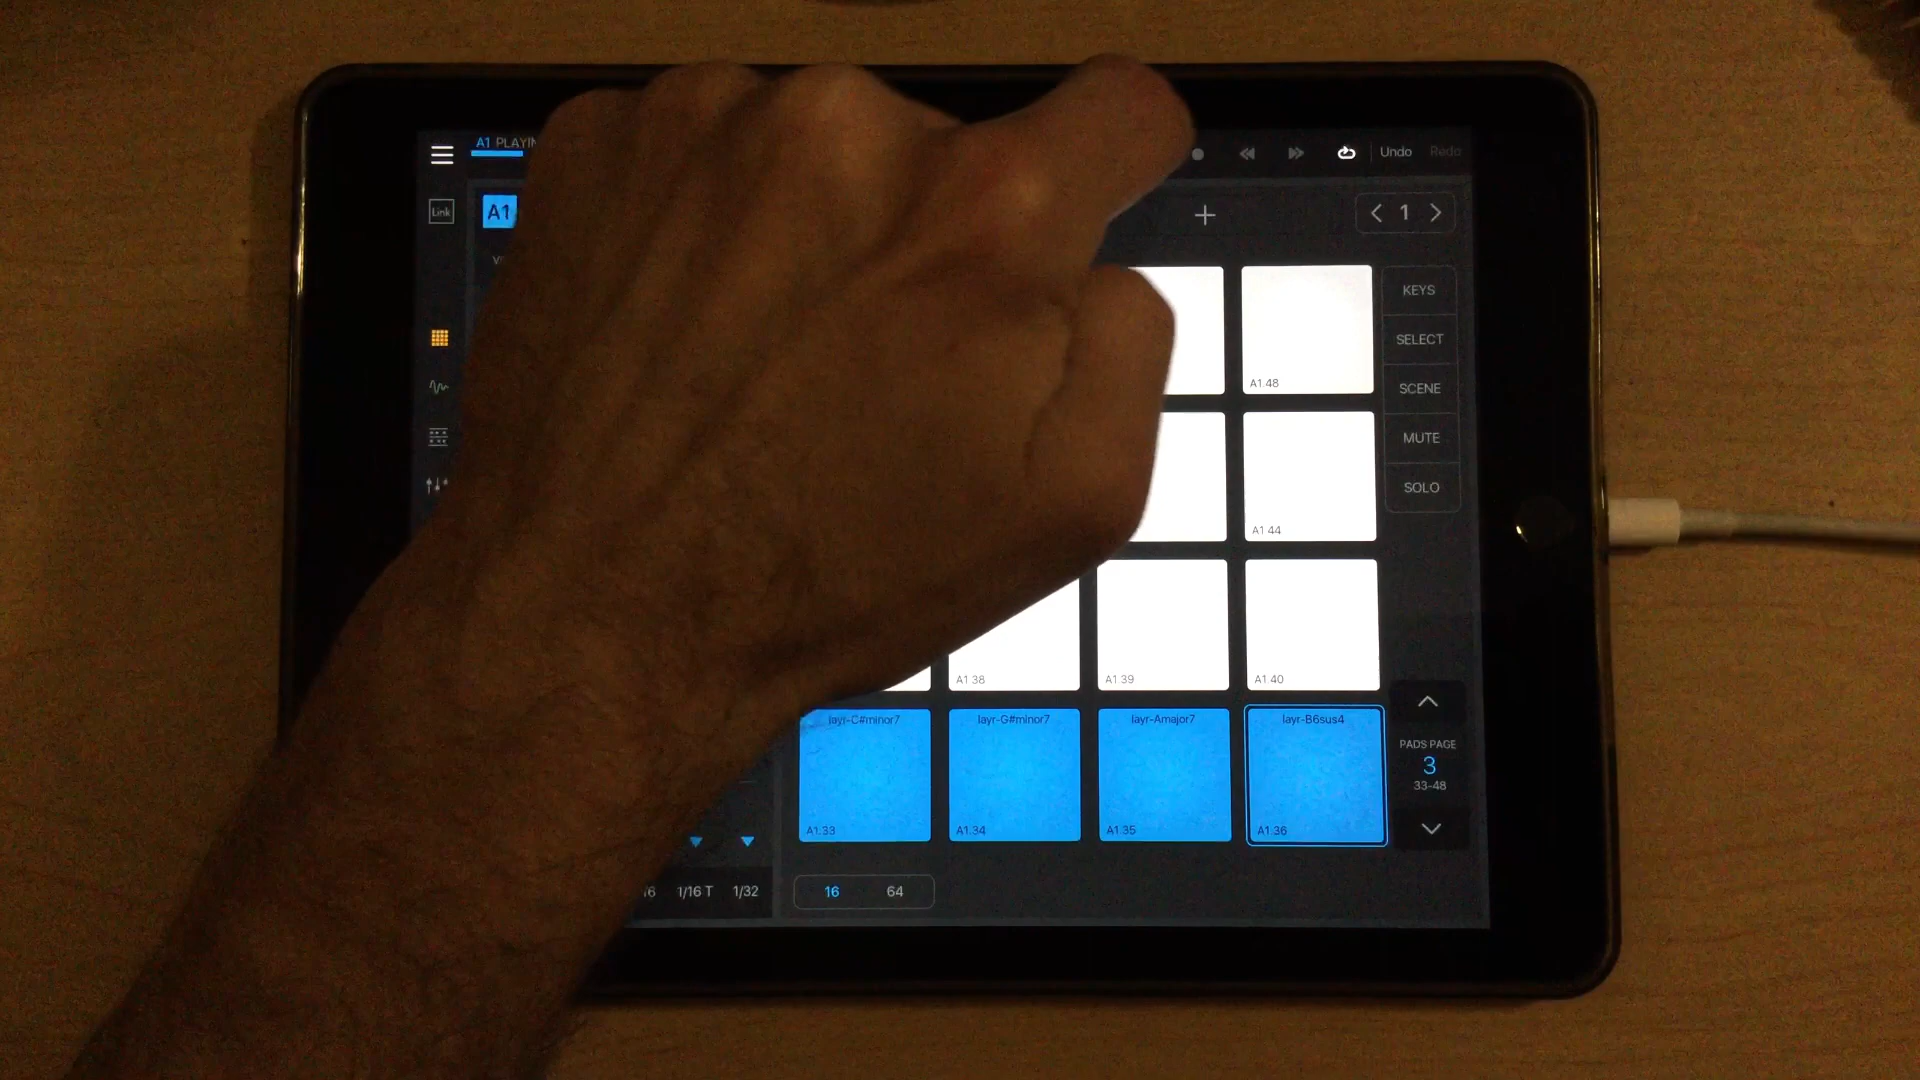 A1 PLAYIN
Undo Redo
Link
A1
1
KEYS
SELECT
SCENE
MUTE
SOLO
A1.48
A1.44
A1.38
A1.39
A1.40
layr-C#minor7
layr-G#minor7
layr-Amajor7
layr-B6sus4
A1.33
A1.34
A1.35
A1.36
PADS PAGE
3
33-48
1/16 T
1/32
16
64